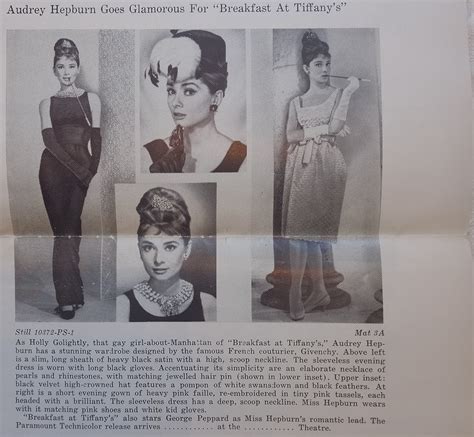 Audrey Hepburn Goes Glamorous For "Breakfast At Tiffany's"
Still 10372-PS-1 Mat 3A
As Holly Golightly, that gay girl-about-Manhattan of "Breakfast at Tiffany's," Audrey Hep-
burn has a stunning wardrobe designed by the famous French couturier, Givenchy. Above left
is a slim, long sheath of heavy black satin with a high, scoop neckline. The sleeveless evening
dress is worn with long black gloves. Accentuating its simplicity are an elaborate necklace of
pearls and rhinestones, with matching jewelled hair pin (shown in lower inset). Upper inset:
black velvet high-crowned hat features a pompon of white swansdown and black feathers. At
right is a short evening gown of heavy pink faille, re-embroidered in tiny pink tassels, each
headed with a brilliant. The sleeveless dress has a deep, scoop neckline. Miss Hepburn wears
with it matching pink shoes and white kid gloves.
"Breakfast at Tiffany's" also stars George Peppard as Miss Hepburn's romantic lead. The
Paramount Technicolor release arrives ............ at the ............ Theatre.